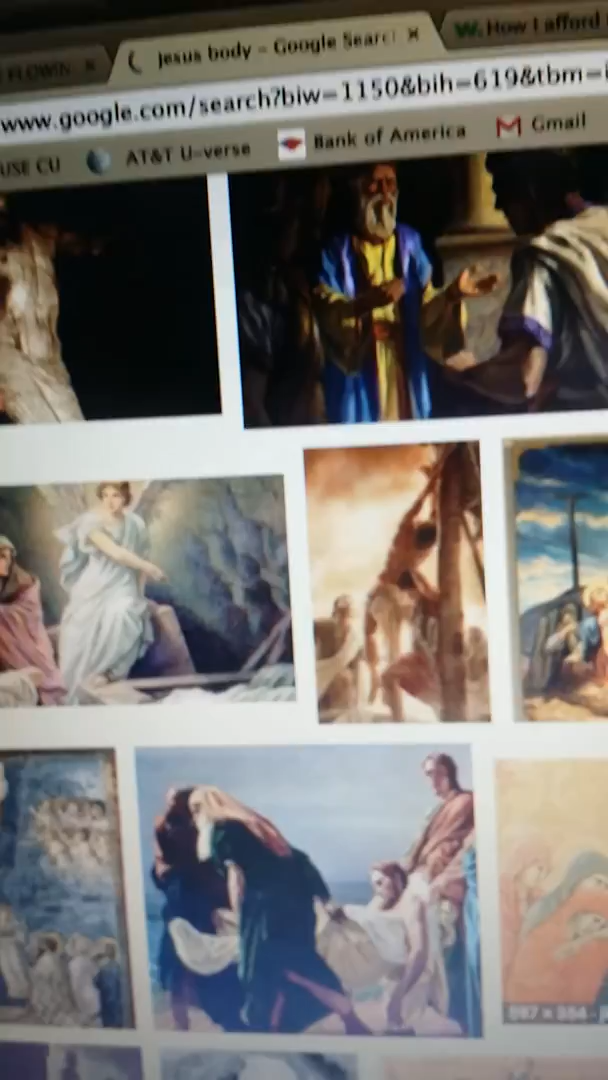 FLOWIN
Jesus body – Google Searc
How I afford
www.google.com/search?biw=1150&bih=619&tbm=i
USE CU
AT&T U-verse
Bank of America
Gmail